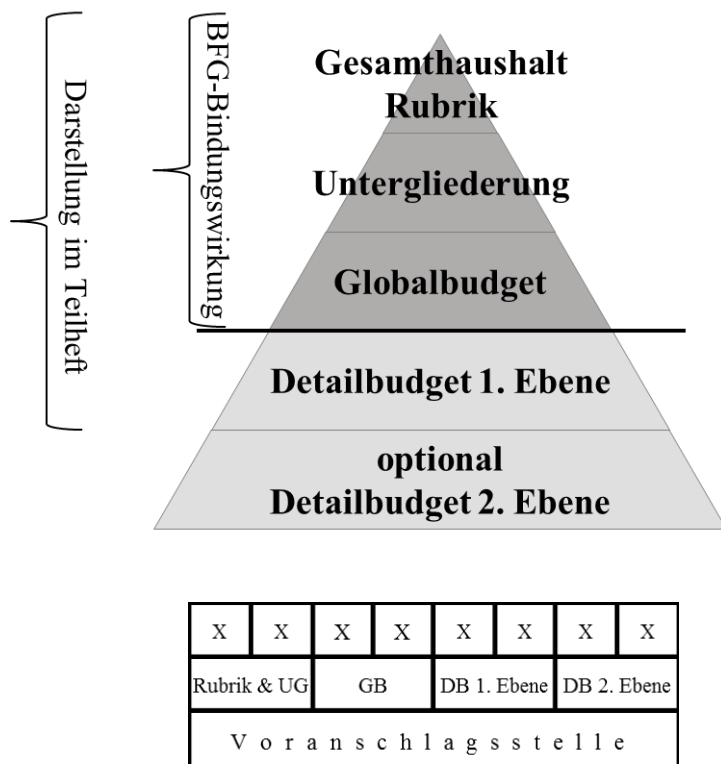 Darstellung im Teilheft
BFG-Bindungswirkung
Gesamthaushalt
Rubrik
Untergliederung
Globalbudget
Detailbudget 1. Ebene
optional
Detailbudget 2. Ebene
X X X X X X X X
Rubrik & UG GB DB 1. Ebene DB 2. Ebene
Voranschlagsstelle